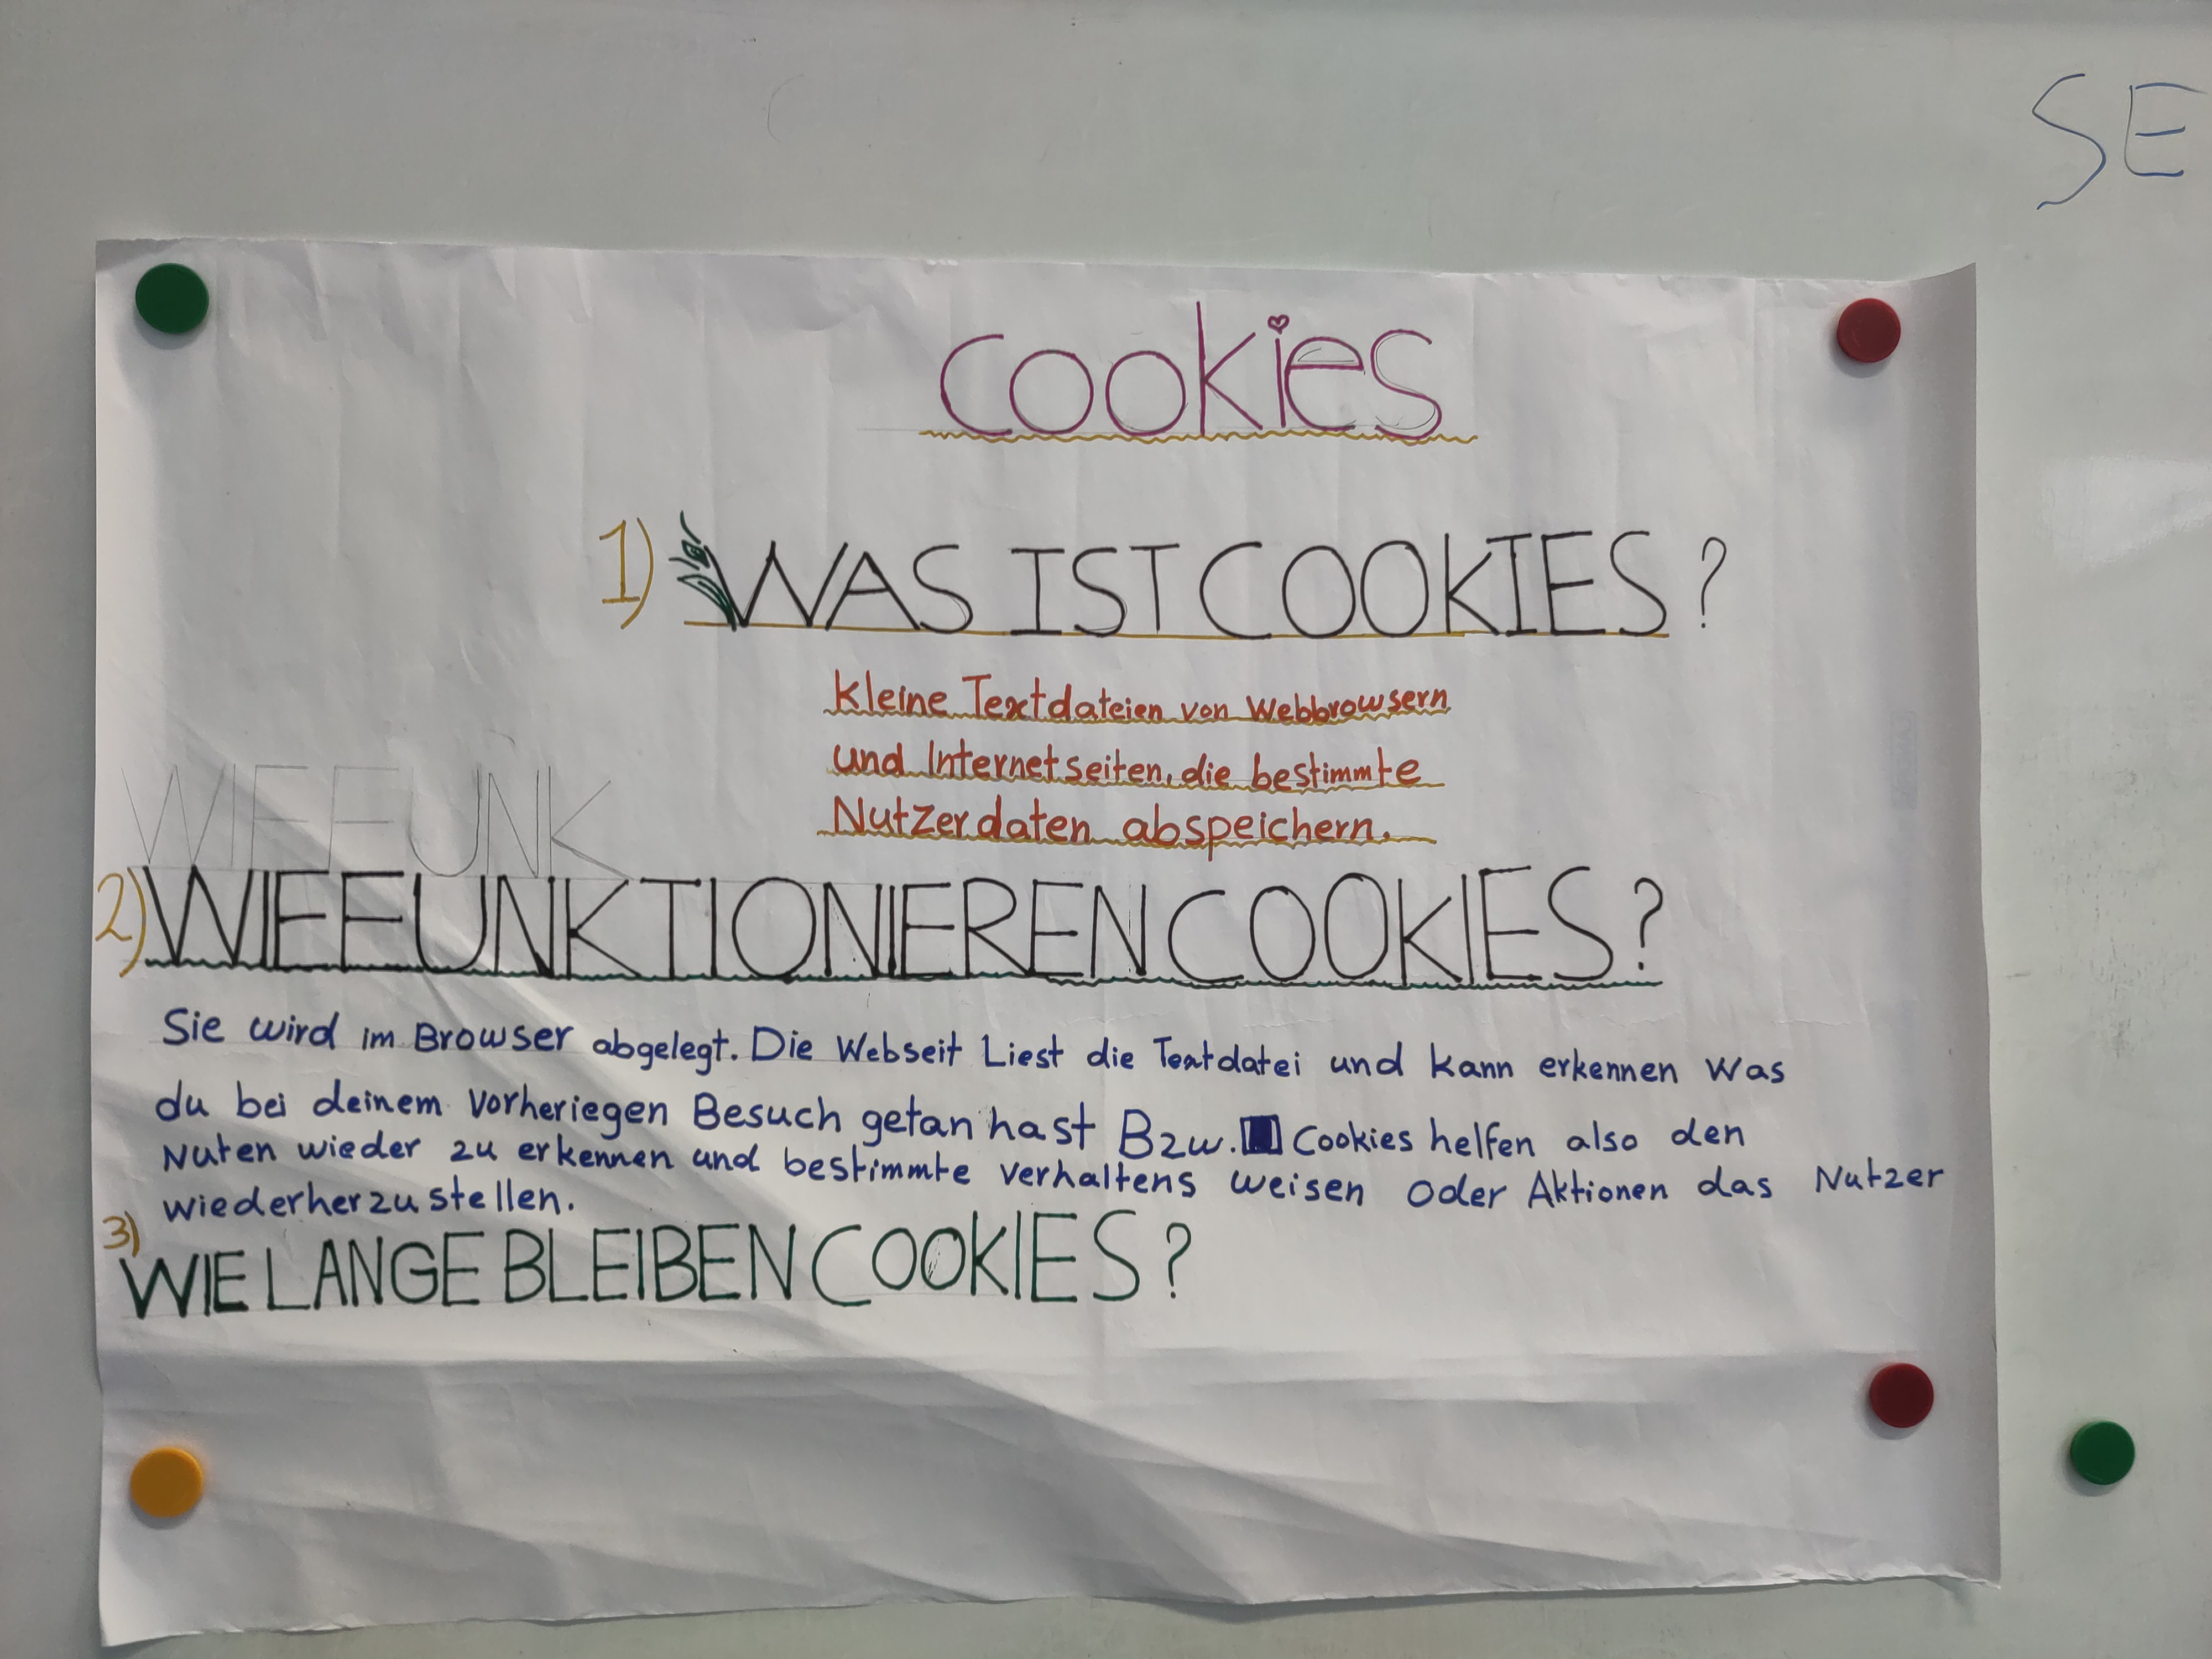 SE
cookies
1) WAS IST COOKIES?
Kleine Textdateien von Webbrowsern
und Internetseiten, die bestimmte
Nutzerdaten abspeichern.
WIEFUNK
2) WIE FUNKTIONIEREN COOKIES?
Sie wird im Browser abgelegt. Die Webseit Liest die Textdatei und kann erkennen Was
du bei deinem Vorheriegen Besuch getan hast Bzw. Cookies helfen also den
Nuten wieder zu erkennen und bestimmte verhaltens weisen oder Aktionen das Nutzer
wiederherzustellen.
3)
WIE LANGE BLEIBEN COOKIES?